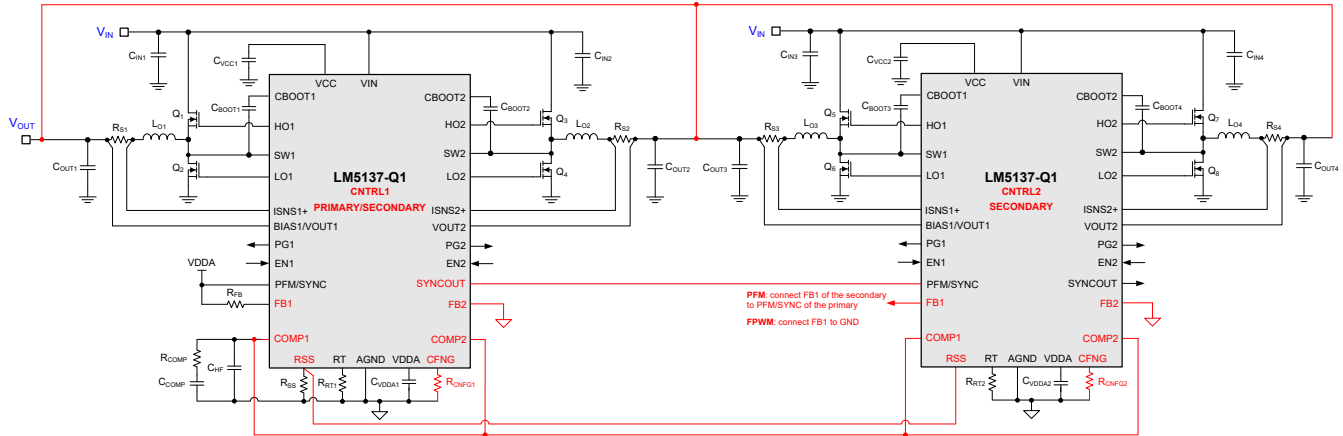 VIN
CIN1
CVCC1
CIN2
VCC
VIN
CBOOT1
CBOOT1
CBOOT2
CBOOT2
Q1
HO1
HO2
Q3
VOUT
RS1
LO1
LO2
RS2
SW1
SW2
COUT1
Q2
LO1
LO2
Q4
COUT2
LM5137-Q1
CNTRL1
PRIMARY/SECONDARY
ISNS1+
ISNS2+
BIAS1/VOUT1
VOUT2
PG1
PG2
EN1
EN2
VDDA
PFM/SYNC
SYNCOUT
RFB
FB1
FB2
COMP1
COMP2
RCOMP
CHF
CCOMP
RSS
RT
AGND
VDDA
CFNG
RSS
RRT1
CVDDA1
RCNFG1
VIN
CIN3
CVCC2
CIN4
VCC
VIN
CBOOT1
CBOOT3
CBOOT2
CBOOT4
Q5
HO1
HO2
Q7
RS3
LO3
LO4
RS4
SW1
SW2
COUT3
Q6
LO1
LO2
Q8
COUT4
LM5137-Q1
CNTRL2
SECONDARY
ISNS1+
ISNS2+
BIAS1/VOUT1
VOUT2
PG1
PG2
EN1
EN2
PFM/SYNC
SYNCOUT
PFM: connect FB1 of the secondary
to PFM/SYNC of the primary
FPWM: connect FB1 to GND
FB1
FB2
COMP1
COMP2
RSS
RT
AGND
VDDA
CFNG
RRT2
CVDDA2
RCNFG2